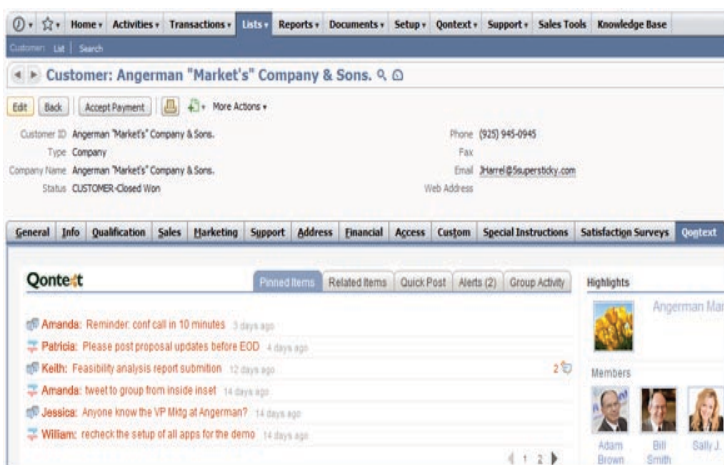 Home Activities Transactions Lists Reports Documents Setup Qontext Support Sales Tools Knowledge Base
Customer: List Search
Customer: Angerman "Market's" Company & Sons.
Edit Back Accept Payment More Actions
Customer ID Angerman "Market's" Company & Sons. Phone (925) 945-0945
Type Company Fax
Company Name Angerman "Market's" Company & Sons. Email JHarrel@5supersticky.com
Status CUSTOMER-Closed Won Web Address
General Info Qualification Sales Marketing Support Address Financial Access Custom Special Instructions Satisfaction Surveys Qontext
Qontext Pinned Items Related Items Quick Post Alerts (2) Group Activity Highlights
Angerman Mar
Amanda: Reminder: conf call in 10 minutes 3 days ago
Patricia: Please post proposal updates before EOD 4 days ago
Keith: Feasibility analysis report submition 12 days ago 2
Members
Amanda: tweet to group from inside inset 14 days ago
Jessica: Anyone know the VP Mktg at Angerman? 14 days ago
William: recheck the setup of all apps for the demo 14 days ago
1 2
Adam Brown Bill Smith Sally J.